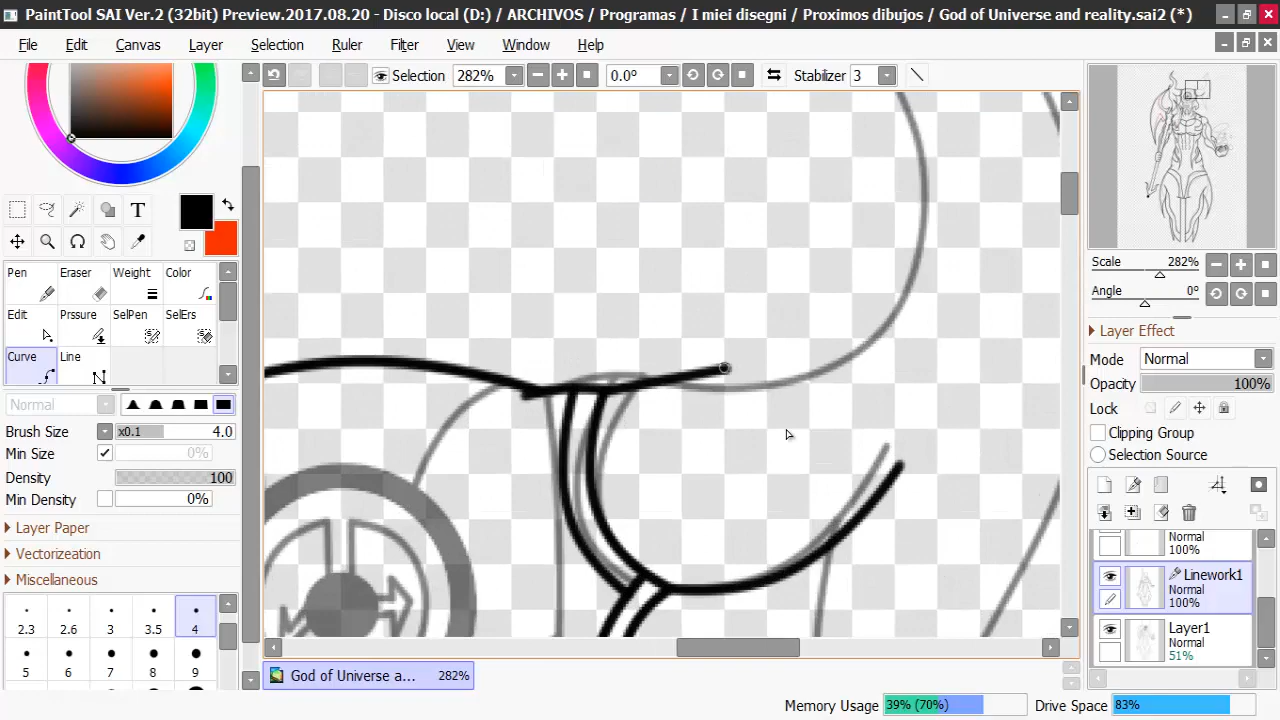 PaintTool SAI Ver.2 (32bit) Preview.2017.08.20 - Disco local (D:) / ARCHIVOS / Programas / I miei disegni / Proximos dibujos / God of Universe and reality.sai2 (*)
File Edit Canvas Layer Selection Ruler Filter View Window Help
Selection 282% 0.0° Stabilizer 3
T
Pen Eraser Weight Color
Edit Prssure SelPen SelErs
Curve Line
Normal
Brush Size x0.1 4.0
Min Size
Density 100
Min Density 0%
Layer Paper
Vectorization
Miscellaneous
2.3 2.6 3 3.5 4
5 6 7 8 9
God of Universe a... 282%
Scale 282%
Angle 0°
Layer Effect
Mode Normal
Opacity 100%
Lock
Clipping Group
Selection Source
Normal
100%
Linework1
Normal
100%
Layer1
Normal
51%
Memory Usage 39% (70%) Drive Space 83%